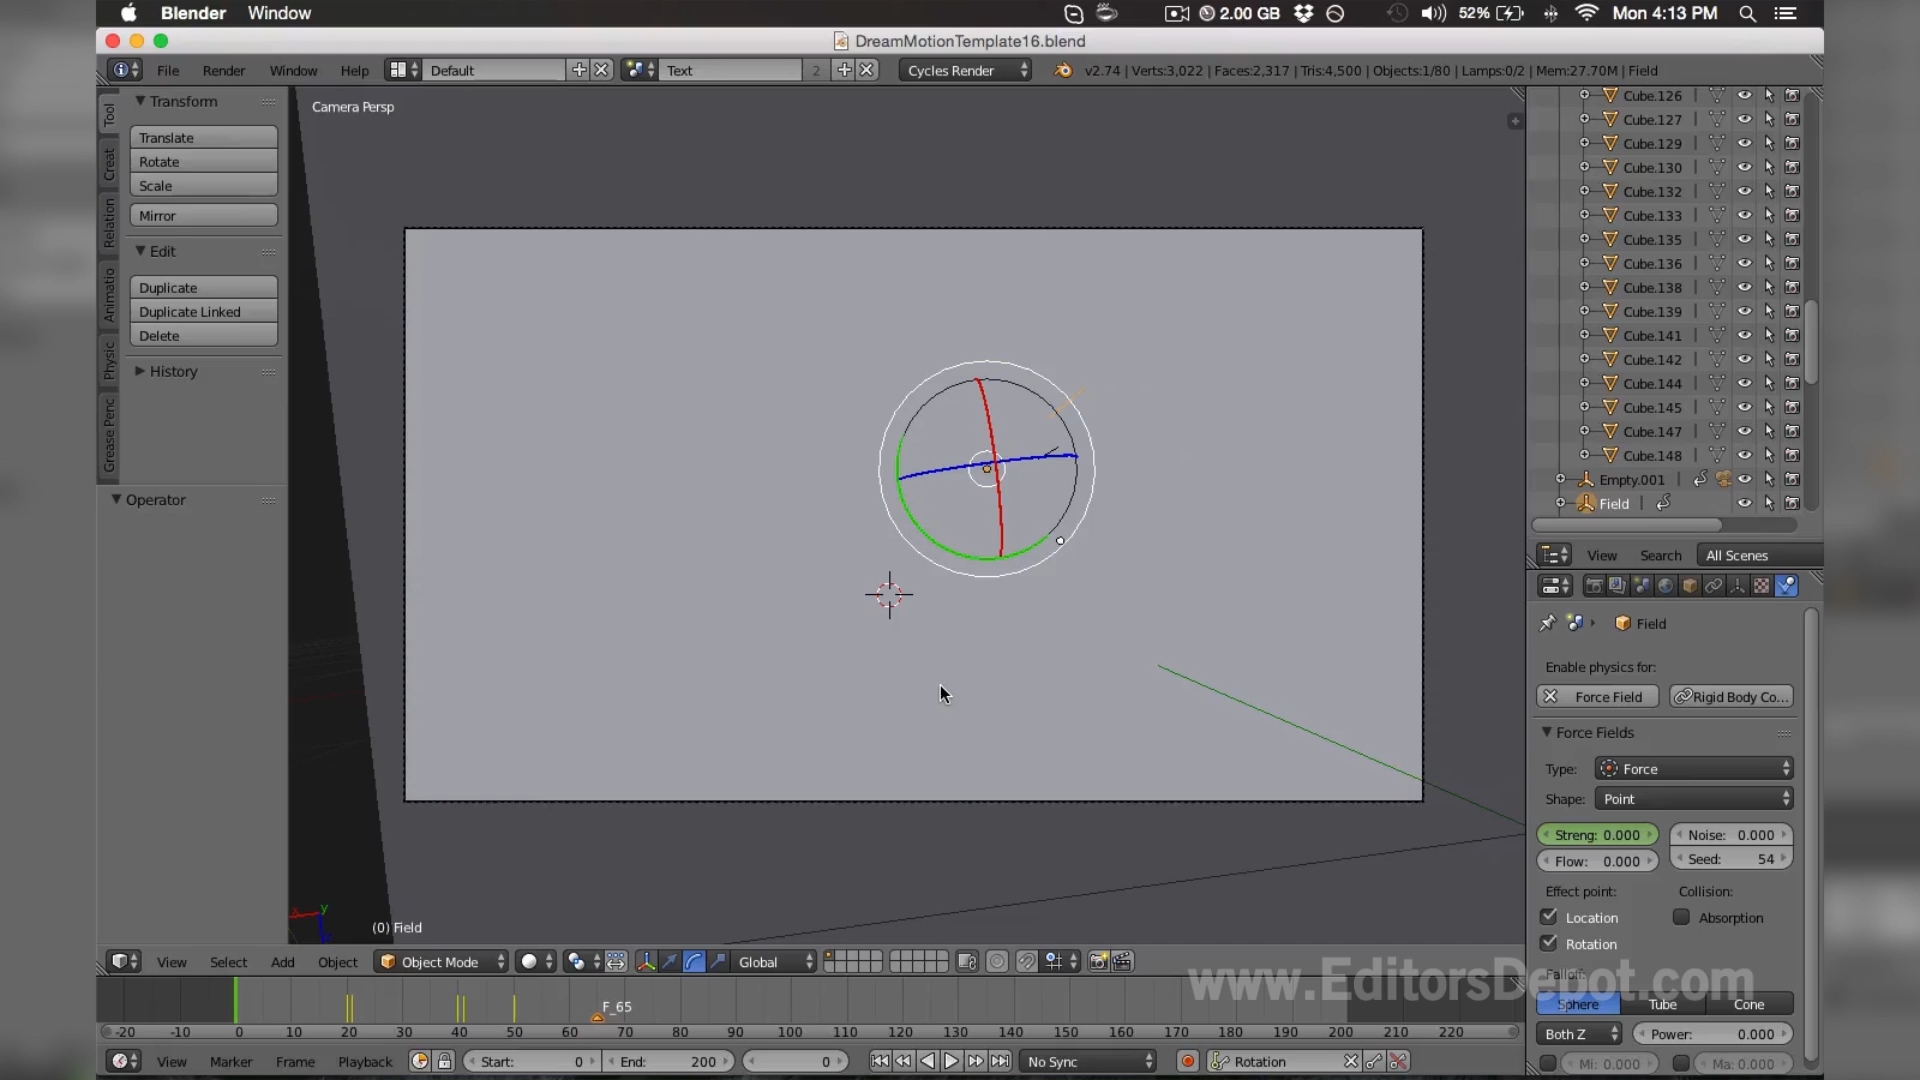 Blender Window
2.00 GB 52% Mon 4:13 PM
DreamMotionTemplate16.blend
File Render Window Help Default Text 2 Cycles Render v2.74 | Verts:3,022 | Faces:2,317 | Tris:4,500 | Objects:1/80 | Lamps:0/2 | Mem:27.70M | Field
Tool
Creat
Relation
Animatio
Physic
Grease Penc
Transform
Translate
Rotate
Scale
Mirror
Edit
Duplicate
Duplicate Linked
Delete
History
Operator
Camera Persp
(0) Field
x
y
Cube.126
Cube.127
Cube.129
Cube.130
Cube.132
Cube.133
Cube.135
Cube.136
Cube.138
Cube.139
Cube.141
Cube.142
Cube.144
Cube.145
Cube.147
Cube.148
Empty.001
Field
View Search All Scenes
Field
Enable physics for:
Force Field Rigid Body Co...
Force Fields
Type: Force
Shape: Point
Streng: 0.000 Noise: 0.000
Flow: 0.000 Seed: 54
Effect point: Collision:
Location Absorption
Rotation
Falloff:
Sphere Tube Cone
Both Z Power: 0.000
Mi: 0.000 Ma: 0.000
View Select Add Object Object Mode Global
www.EditorsDepot.com
F_65
-20 -10 0 10 20 30 40 50 60 70 80 90 100 110 120 130 140 150 160 170 180 190 200 210 220
View Marker Frame Playback Start: 0 End: 200 0 No Sync Rotation